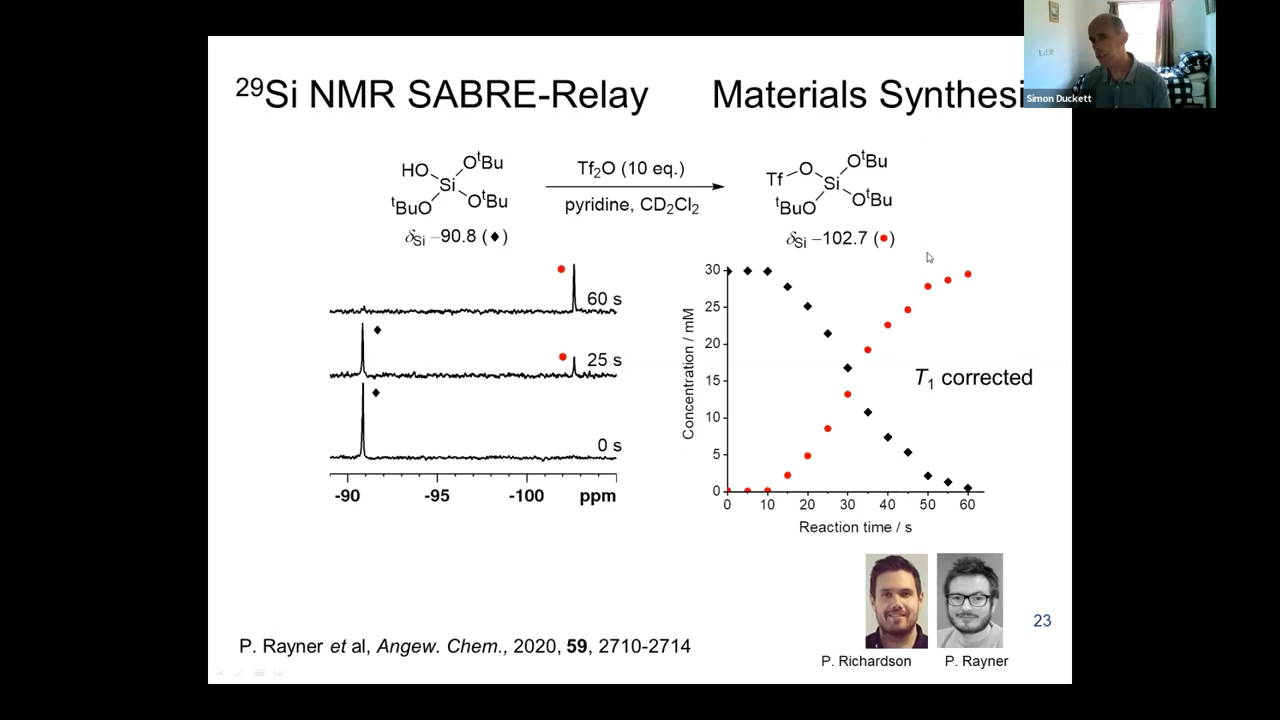 ²⁹Si NMR SABRE-Relay
Materials Synthesi
Simon Duckett
HO
OᵗBu
Si
ᵗBuO
OᵗBu
δSi –90.8 (♦)
Tf₂O (10 eq.)
pyridine, CD₂Cl₂
Tf
O
OᵗBu
Si
ᵗBuO
OᵗBu
δSi –102.7 (●)
60 s
25 s
0 s
-90 -95 -100 ppm
Concentration / mM
30
25
20
15
10
5
0
T₁ corrected
0 10 20 30 40 50 60
Reaction time / s
P. Richardson
P. Rayner
23
P. Rayner et al, Angew. Chem., 2020, 59, 2710-2714